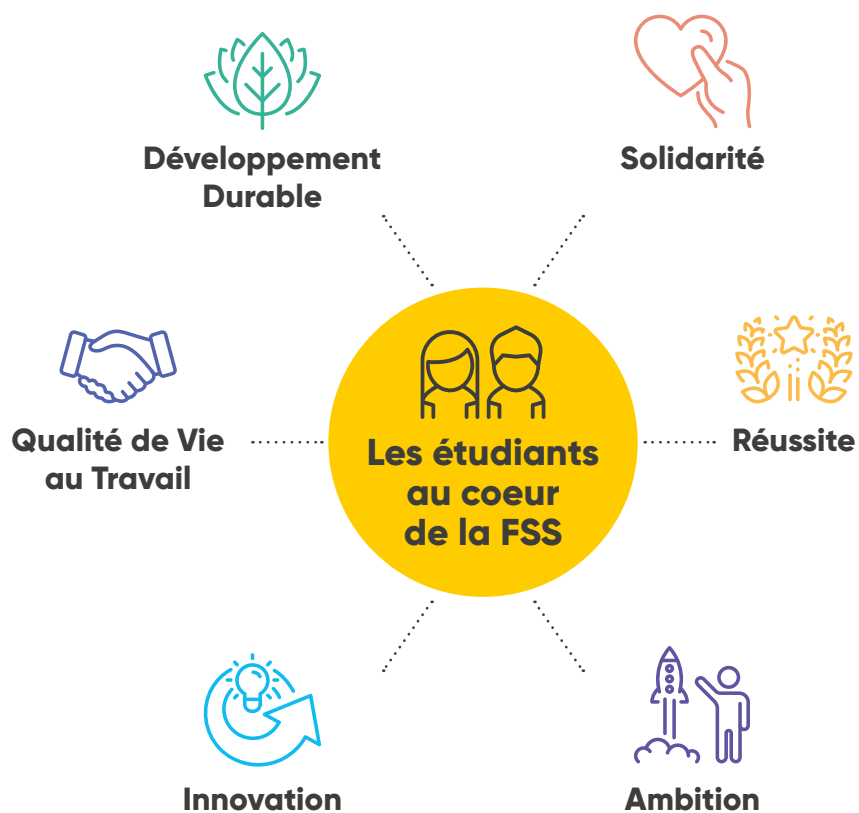 Développement
Durable
Solidarité
Qualité de Vie
au Travail
Les étudiants
au coeur
de la FSS
Réussite
Innovation
Ambition